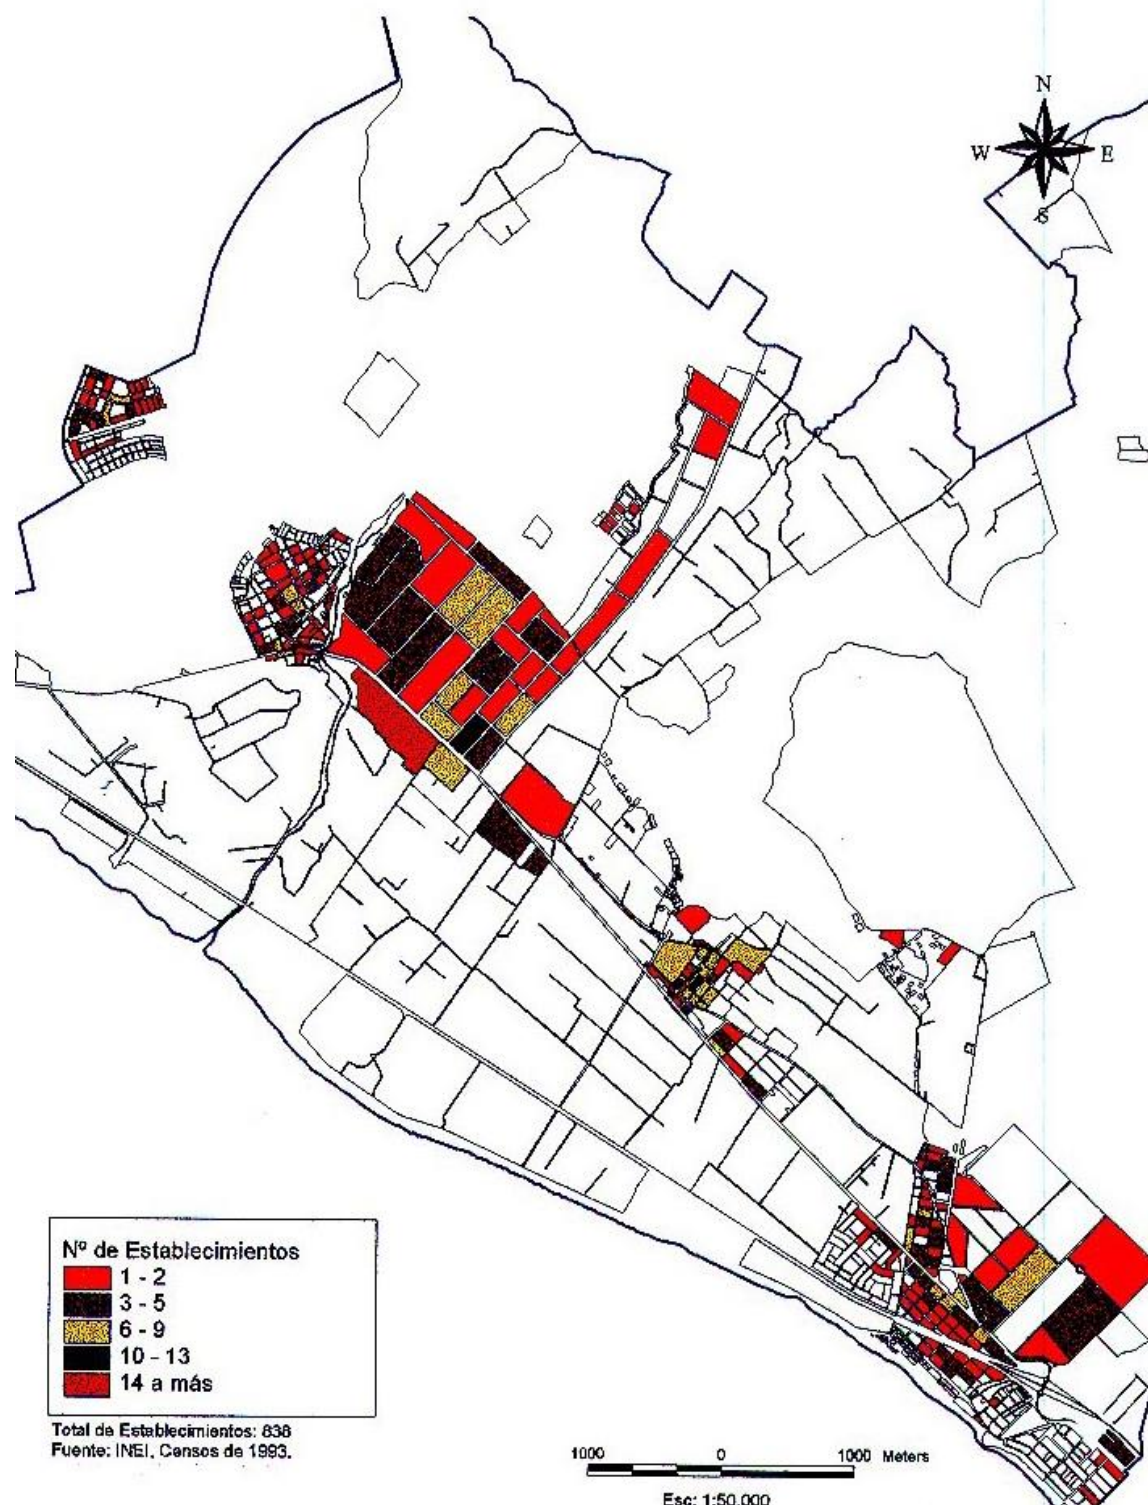 N
W E
S
Nº de Establecimientos
1 - 2
3 - 5
6 - 9
10 - 13
14 a más
Total de Establecimientos: 838
Fuente: INEI, Censos de 1993.
1000 0 1000 Meters
Esc: 1:50,000